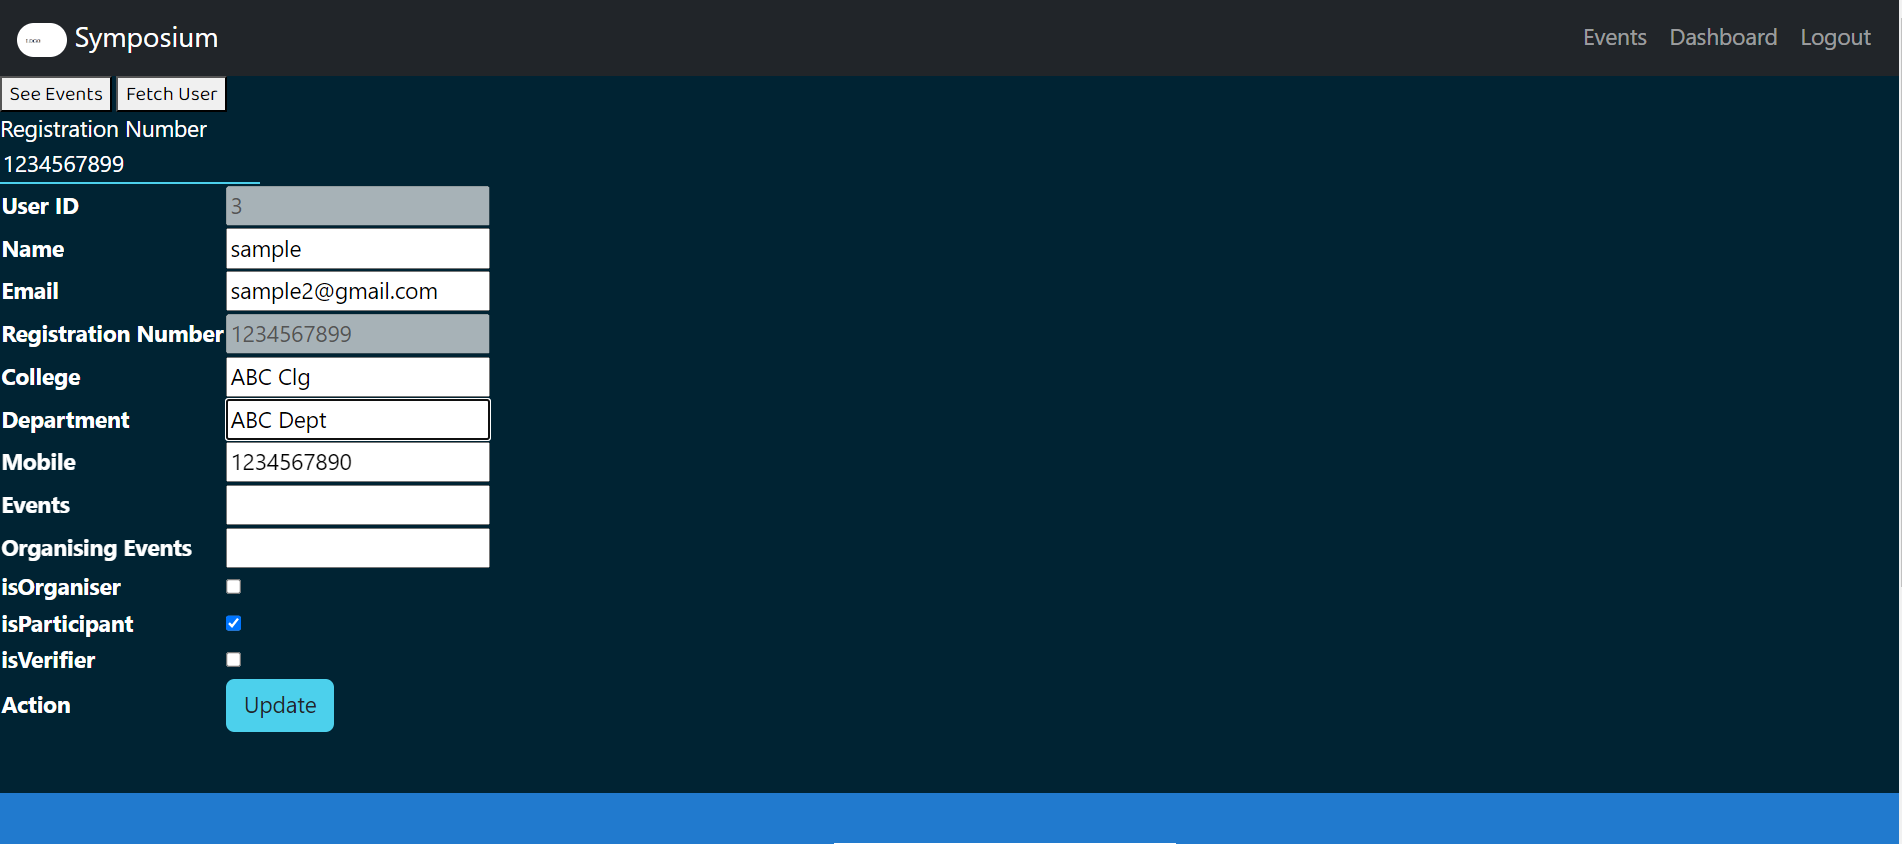 LOGO Symposium Events Dashboard Logout
See Events Fetch User
Registration Number
1234567899
User ID 3
Name sample
Email sample2@gmail.com
Registration Number 1234567899
College ABC Clg
Department ABC Dept
Mobile 1234567890
Events
Organising Events
isOrganiser
isParticipant
isVerifier
Action Update